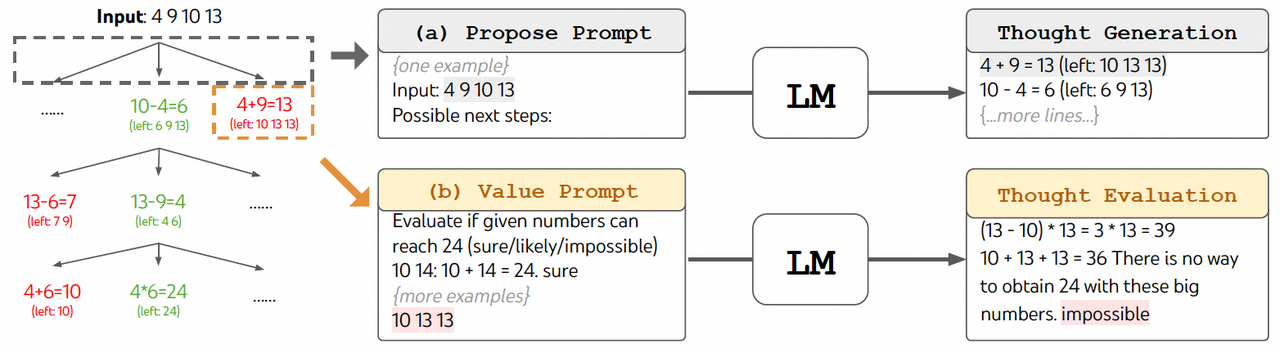 Input: 4 9 10 13
......
10-4=6
(left: 6 9 13)
4+9=13
(left: 10 13 13)
13-6=7
(left: 7 9)
13-9=4
(left: 4 6)
......
4+6=10
(left: 10)
4*6=24
(left: 24)
......
(a) Propose Prompt
{one example}
Input: 4 9 10 13
Possible next steps:
LM
Thought Generation
4 + 9 = 13 (left: 10 13 13)
10 - 4 = 6 (left: 6 9 13)
{...more lines...}
(b) Value Prompt
Evaluate if given numbers can
reach 24 (sure/likely/impossible)
10 14: 10 + 14 = 24. sure
{more examples}
10 13 13
LM
Thought Evaluation
(13 - 10) * 13 = 3 * 13 = 39
10 + 13 + 13 = 36 There is no way
to obtain 24 with these big
numbers. impossible